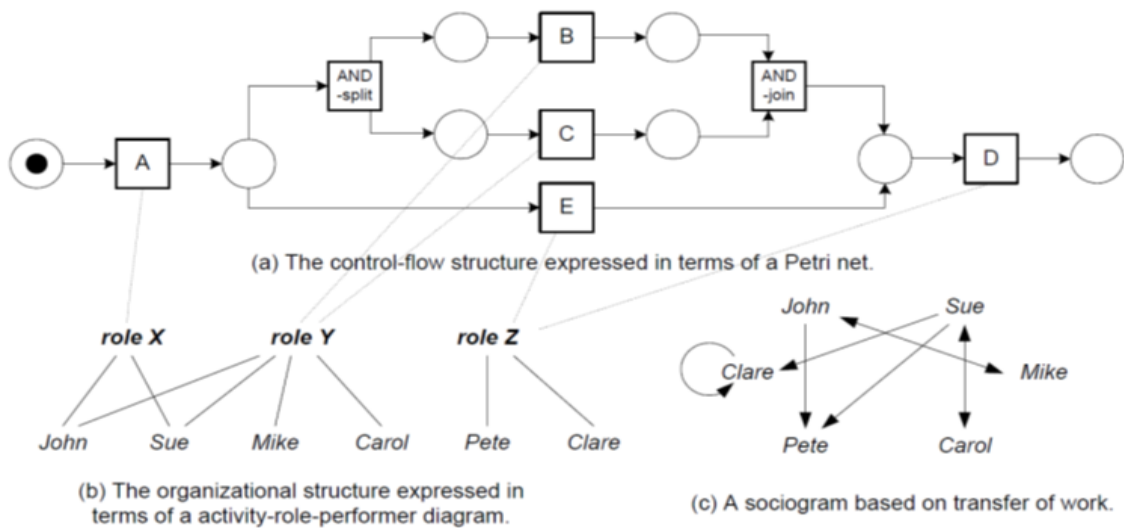 B
AND
-split
AND
-join
A
C
D
E
(a) The control-flow structure expressed in terms of a Petri net.
role X
role Y
role Z
John
Sue
Mike
Carol
Pete
Clare
(b) The organizational structure expressed in
terms of a activity-role-performer diagram.
John
Sue
Clare
Mike
Pete
Carol
(c) A sociogram based on transfer of work.